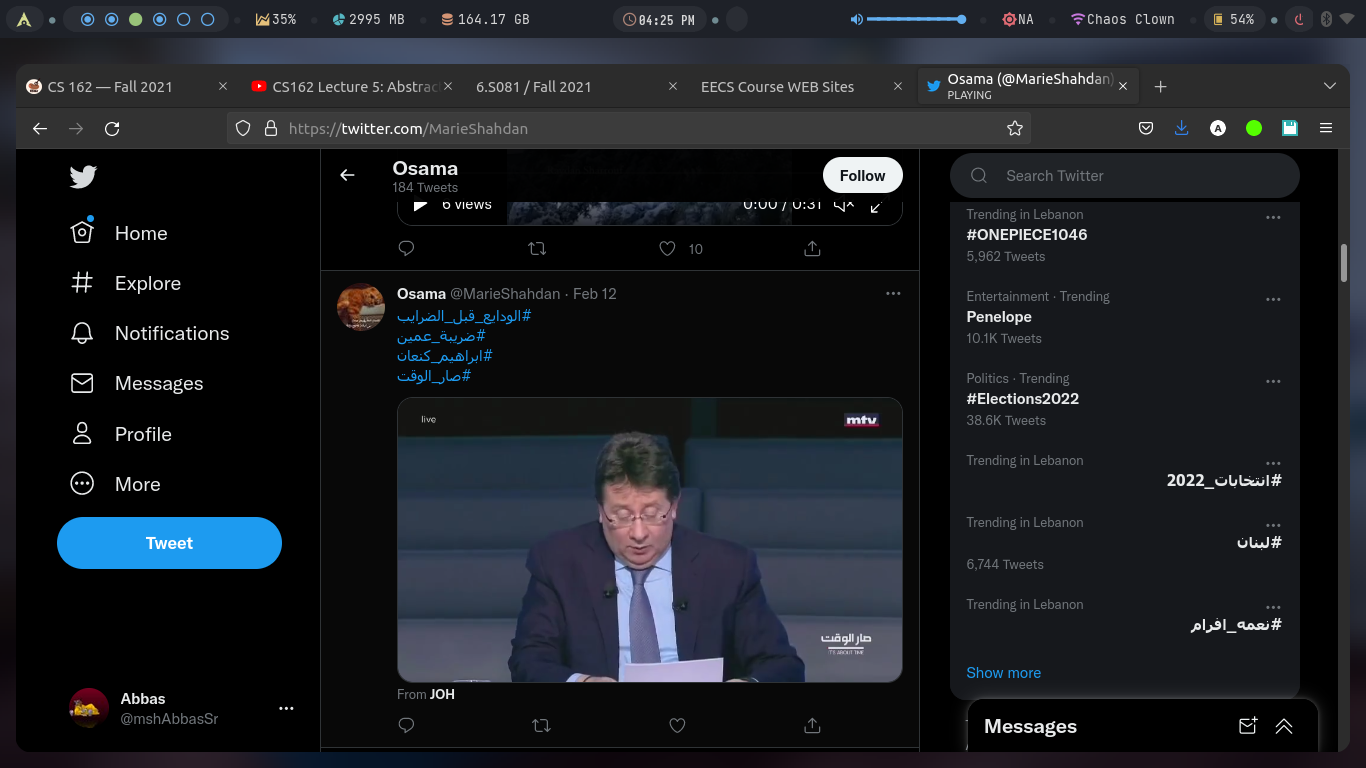 35%
2995 MB
164.17 GB
04:25 PM
NA
Chaos Clown
54%
CS 162 — Fall 2021
CS162 Lecture 5: Abstrac
6.S081 / Fall 2021
EECS Course WEB Sites
Osama (@MarieShahdan)
PLAYING
https://twitter.com/MarieShahdan
Home
Explore
Notifications
Messages
Profile
More
Tweet
Abbas
@mshAbbasSr
Osama
184 Tweets
Follow
6 views
0:00 / 0:31
10
Osama @MarieShahdan · Feb 12
#الودايع_قبل_الضرايب
#ضريبة_عمين
#ابراهيم_كنعان
#صار_الوقت
live
mtv
صار الوقت
IT'S ABOUT TIME
From JOH
Search Twitter
Trending in Lebanon
#ONEPIECE1046
5,962 Tweets
Entertainment · Trending
Penelope
10.1K Tweets
Politics · Trending
#Elections2022
38.6K Tweets
Trending in Lebanon
#انتخابات_2022
Trending in Lebanon
#لبنان
6,744 Tweets
Trending in Lebanon
#نعمه_افرام
Show more
Messages